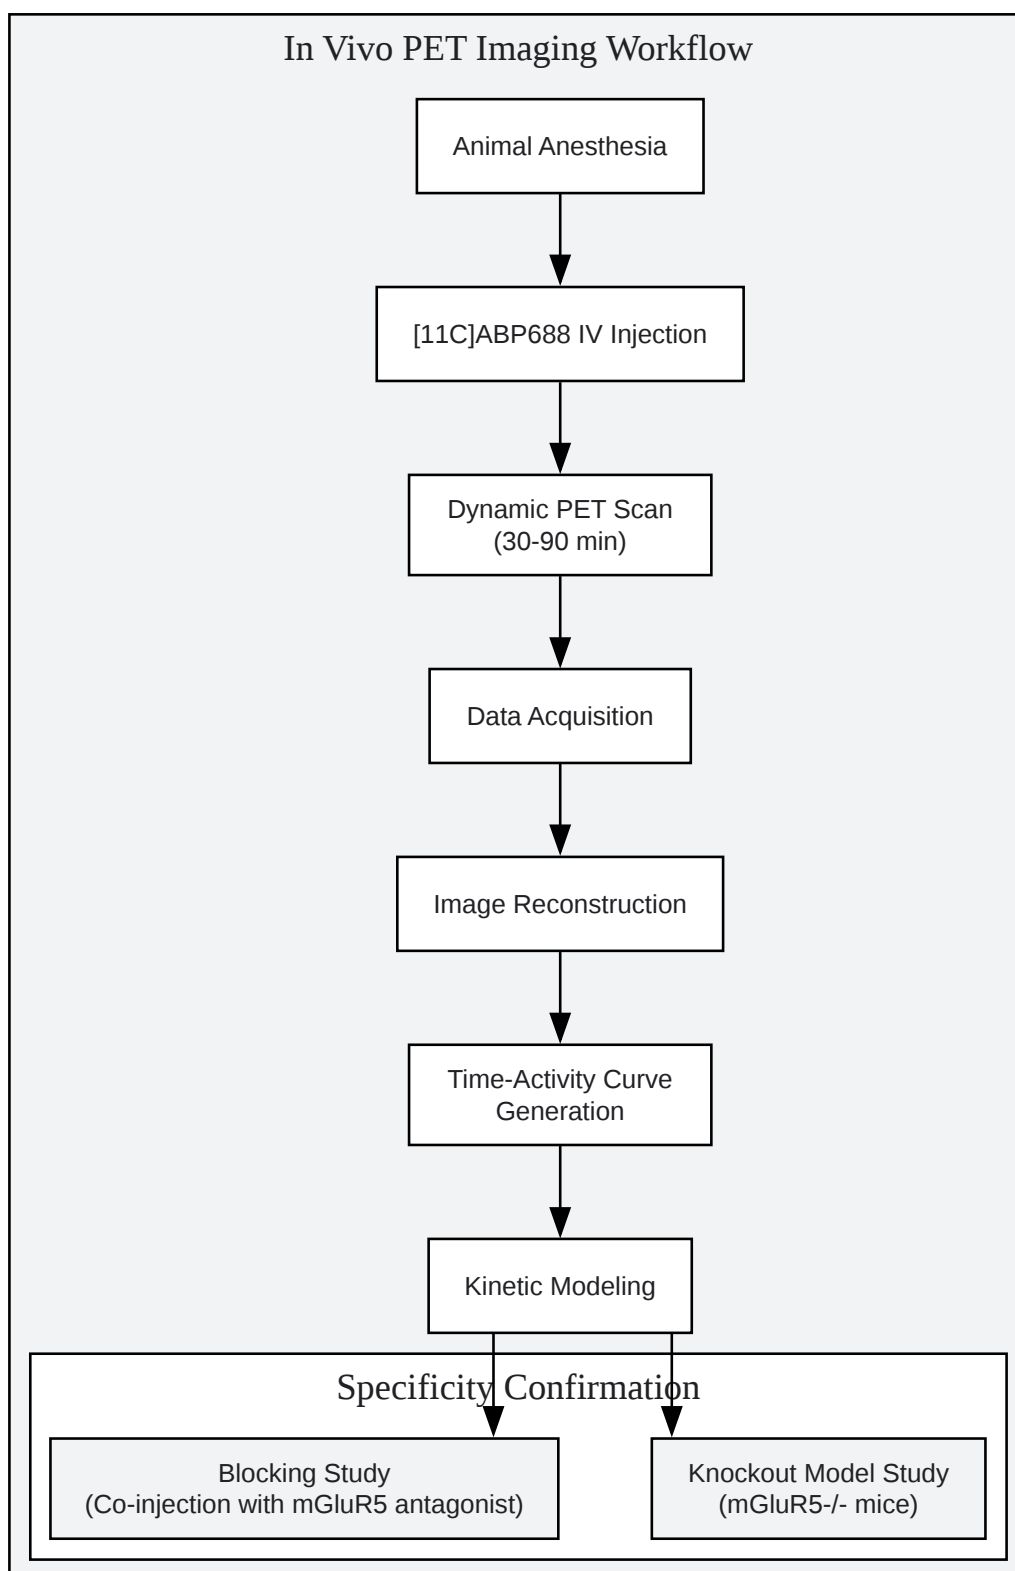 In Vivo PET Imaging Workflow
Animal Anesthesia
[11C]ABP688 IV Injection
Dynamic PET Scan
(30-90 min)
Data Acquisition
Image Reconstruction
Time-Activity Curve
Generation
Kinetic Modeling
Specificity Confirmation
Blocking Study
(Co-injection with mGluR5 antagonist)
Knockout Model Study
(mGluR5-/- mice)